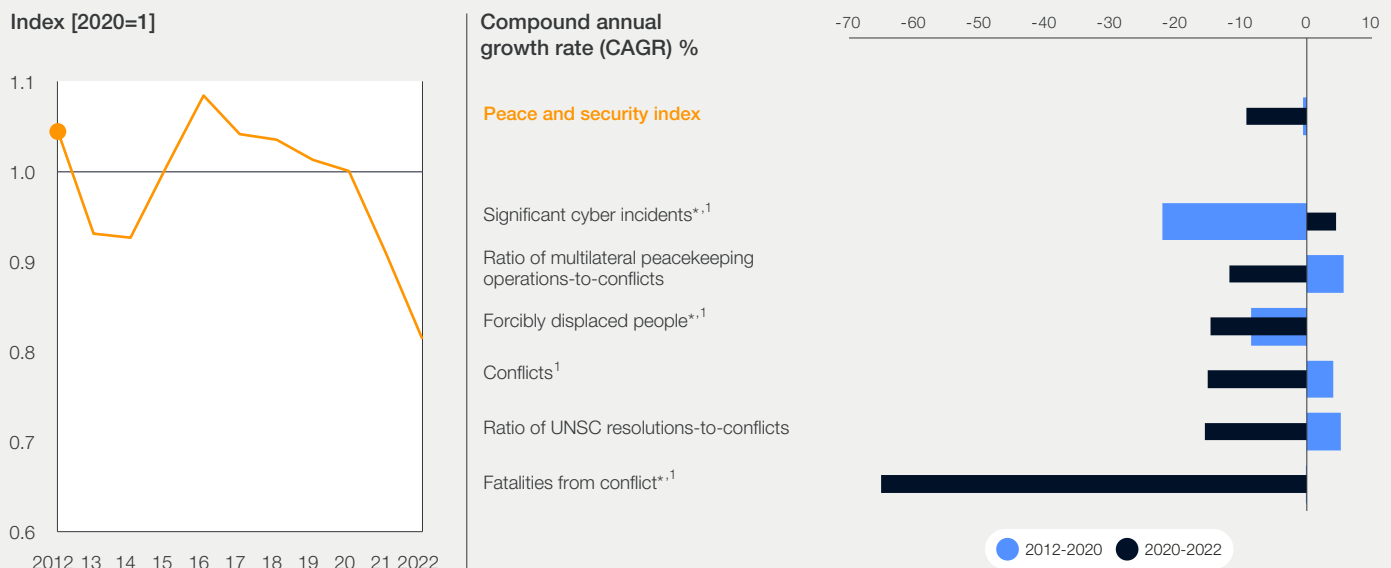 Index [2020=1]
1.1
1.0
0.9
0.8
0.7
0.6
2012 13 14 15 16 17 18 19 20 21 2022
Compound annual
growth rate (CAGR) %
-70 -60 -50 -40 -30 -20 -10 0 10
Peace and security index
Significant cyber incidents*,1
Ratio of multilateral peacekeeping
operations-to-conflicts
Forcibly displaced people*,1
Conflicts1
Ratio of UNSC resolutions-to-conflicts
Fatalities from conflict*,1
2012-2020 2020-2022